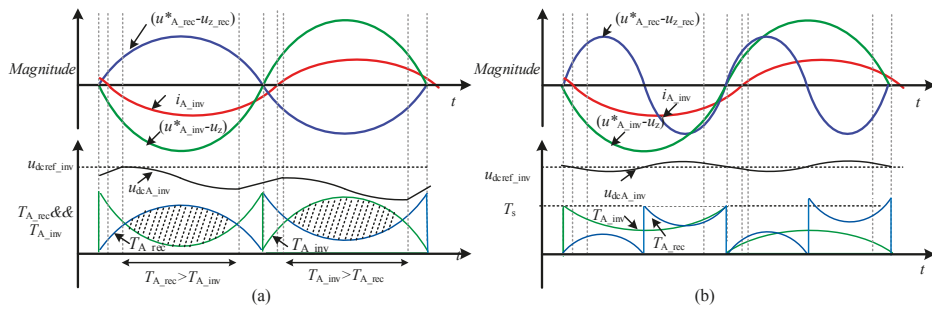 (u*A_rec-uz_rec)
Magnitude
iA_inv
(u*A_inv-uz)
t
udcref_inv
udcA_inv
TA_rec&&
TA_inv
TA_rec
TA_inv
t
TA_rec>TA_inv
TA_inv>TA_rec
(a)
(u*A_rec-uz_rec)
Magnitude
iA_inv
(u*A_inv-uz)
t
udcref_inv
udcA_inv
Ts
TA_inv
TA_rec
t
(b)